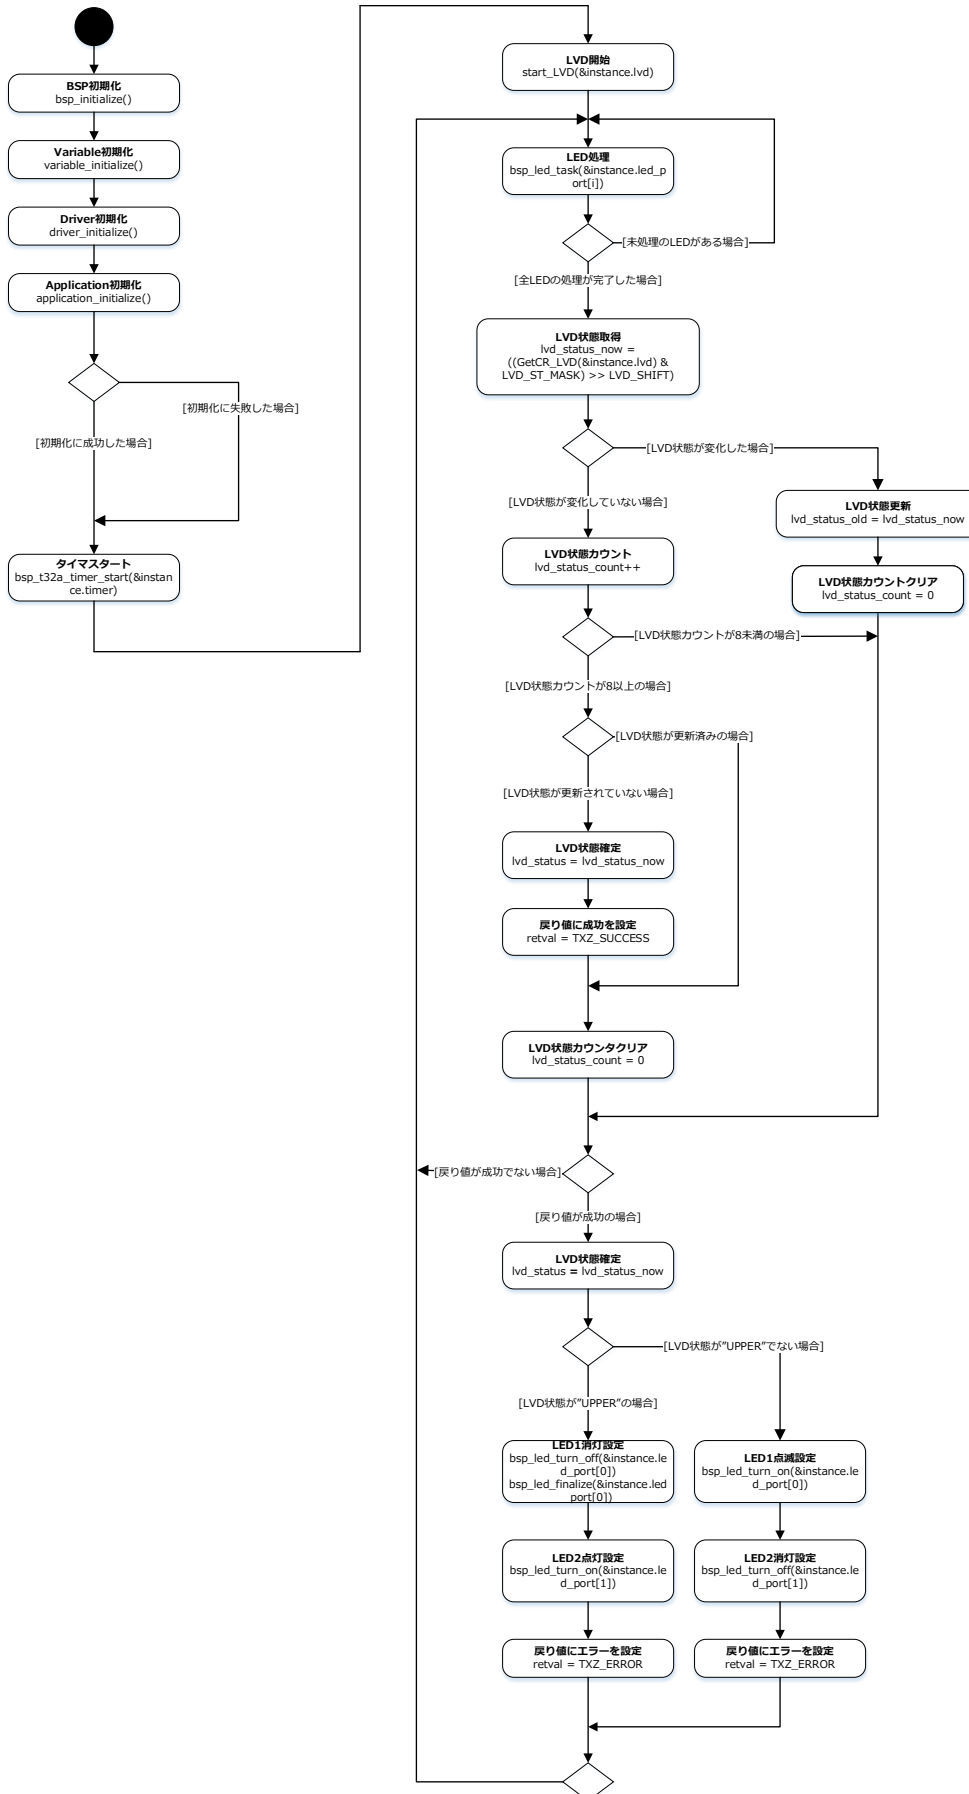 BSP初期化
bsp_initialize()
Variable初期化
variable_initialize()
Driver初期化
driver_initialize()
Application初期化
application_initialize()
[初期化に失敗した場合]
[初期化に成功した場合]
タイマスタート
bsp_t32a_timer_start(&instan
ce.timer)
LVD開始
start_LVD(&instance.lvd)
LED処理
bsp_led_task(&instance.led_p
ort[i])
[未処理のLEDがある場合]
[全LEDの処理が完了した場合]
LVD状態取得
lvd_status_now =
((GetCR_LVD(&instance.lvd) &
LVD_ST_MASK) >> LVD_SHIFT)
[LVD状態が変化した場合]
[LVD状態が変化していない場合]
LVD状態更新
lvd_status_old = lvd_status_now
LVD状態カウント
lvd_status_count++
LVD状態カウントクリア
lvd_status_count = 0
[LVD状態カウントが8未満の場合]
[LVD状態カウントが8以上の場合]
[LVD状態が更新済みの場合]
[LVD状態が更新されていない場合]
LVD状態確定
lvd_status = lvd_status_now
戻り値に成功を設定
retval = TXZ_SUCCESS
LVD状態カウンタクリア
lvd_status_count = 0
[戻り値が成功でない場合]
[戻り値が成功の場合]
LVD状態確定
lvd_status = lvd_status_now
[LVD状態が”UPPER”でない場合]
[LVD状態が”UPPER”の場合]
LED1消灯設定
bsp_led_turn_off(&instance.le
d_port[0])
bsp_led_finalize(&instance.led
port[0])
LED1点滅設定
bsp_led_turn_on(&instance.le
d_port[0])
LED2点灯設定
bsp_led_turn_on(&instance.le
d_port[1])
LED2消灯設定
bsp_led_turn_off(&instance.le
d_port[1])
戻り値にエラーを設定
retval = TXZ_ERROR
戻り値にエラーを設定
retval = TXZ_ERROR